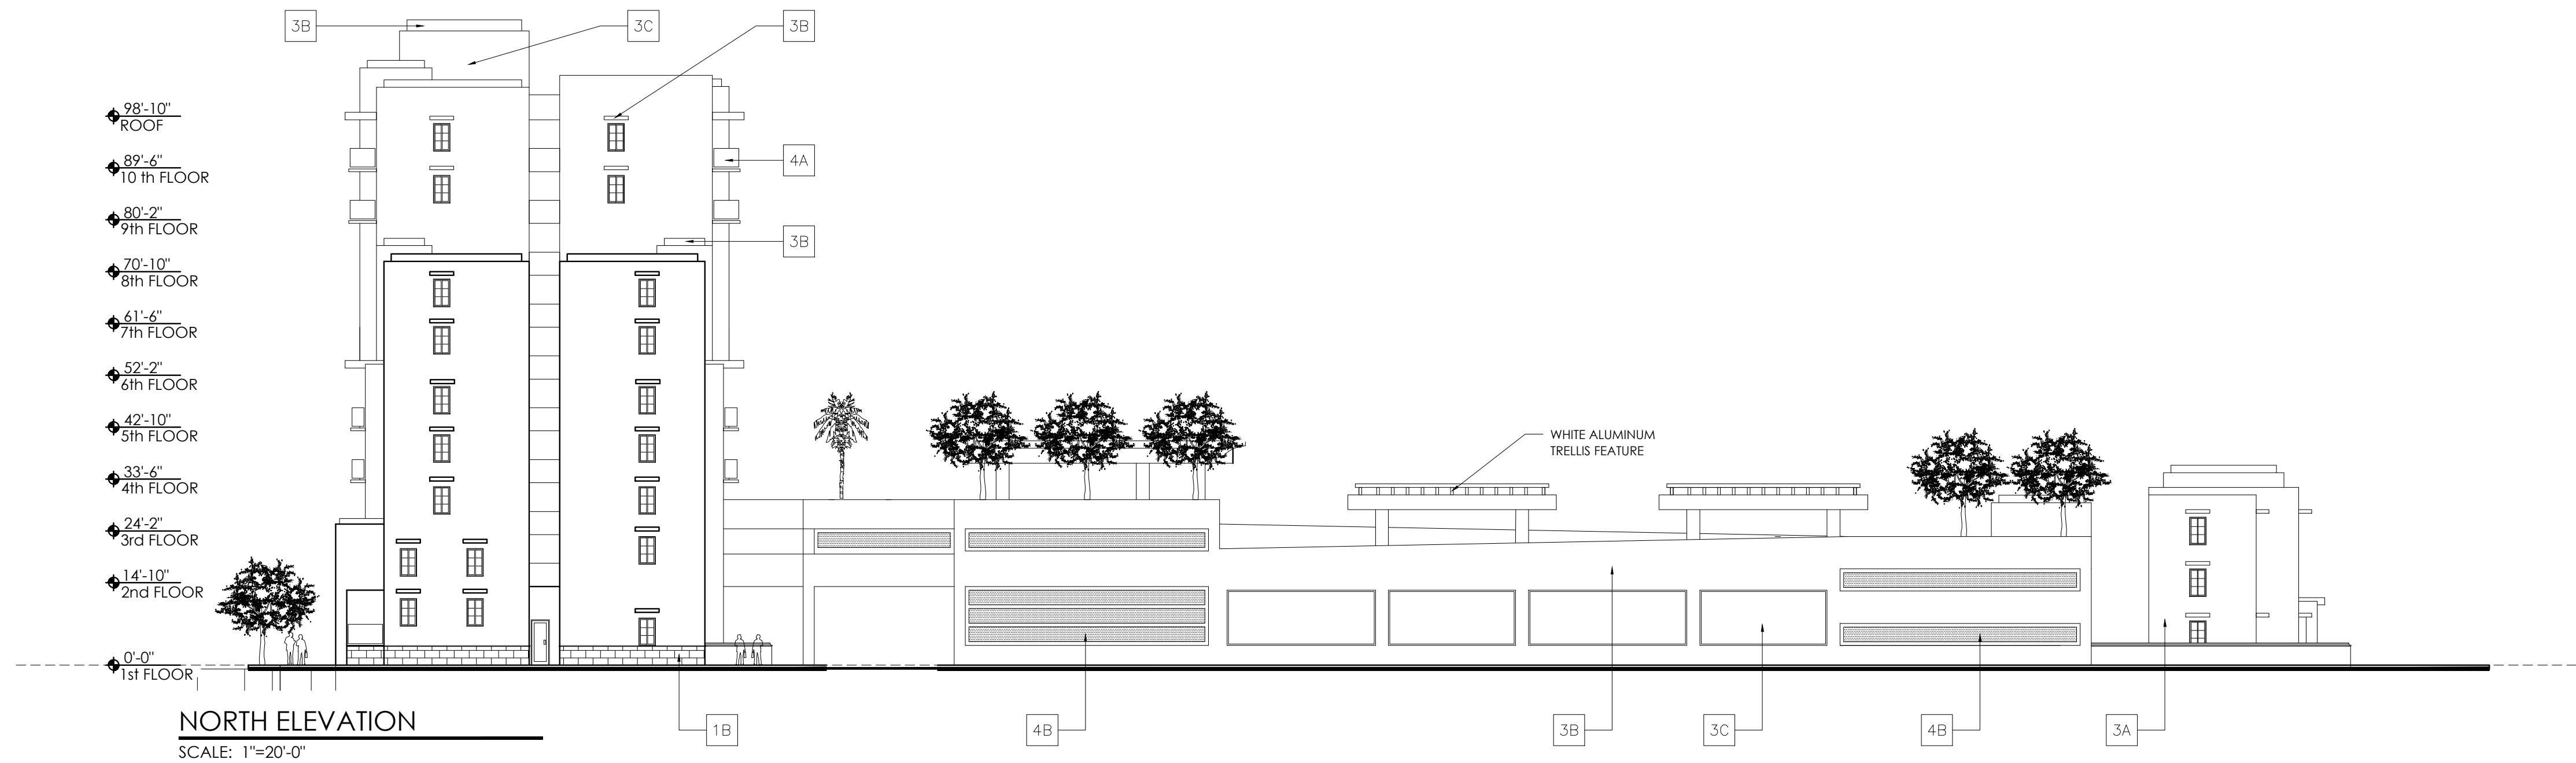 3B
3C
3B
98'-10"
ROOF
4A
89'-6"
10 th FLOOR
80'-2"
9th FLOOR
3B
70'-10"
8th FLOOR
61'-6"
7th FLOOR
52'-2"
6th FLOOR
42'-10"
5th FLOOR
WHITE ALUMINUM
TRELLIS FEATURE
33'-6"
4th FLOOR
24'-2"
3rd FLOOR
14'-10"
2nd FLOOR
0'-0"
1st FLOOR
NORTH ELEVATION
SCALE: 1"=20'-0"
1B
4B
3B
3C
4B
3A